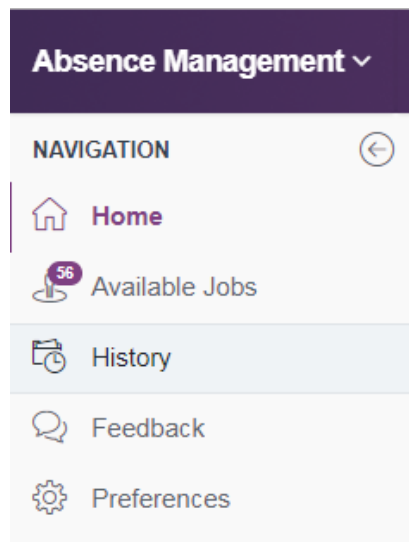 Absence Management
NAVIGATION
Home
56
Available Jobs
History
Feedback
Preferences